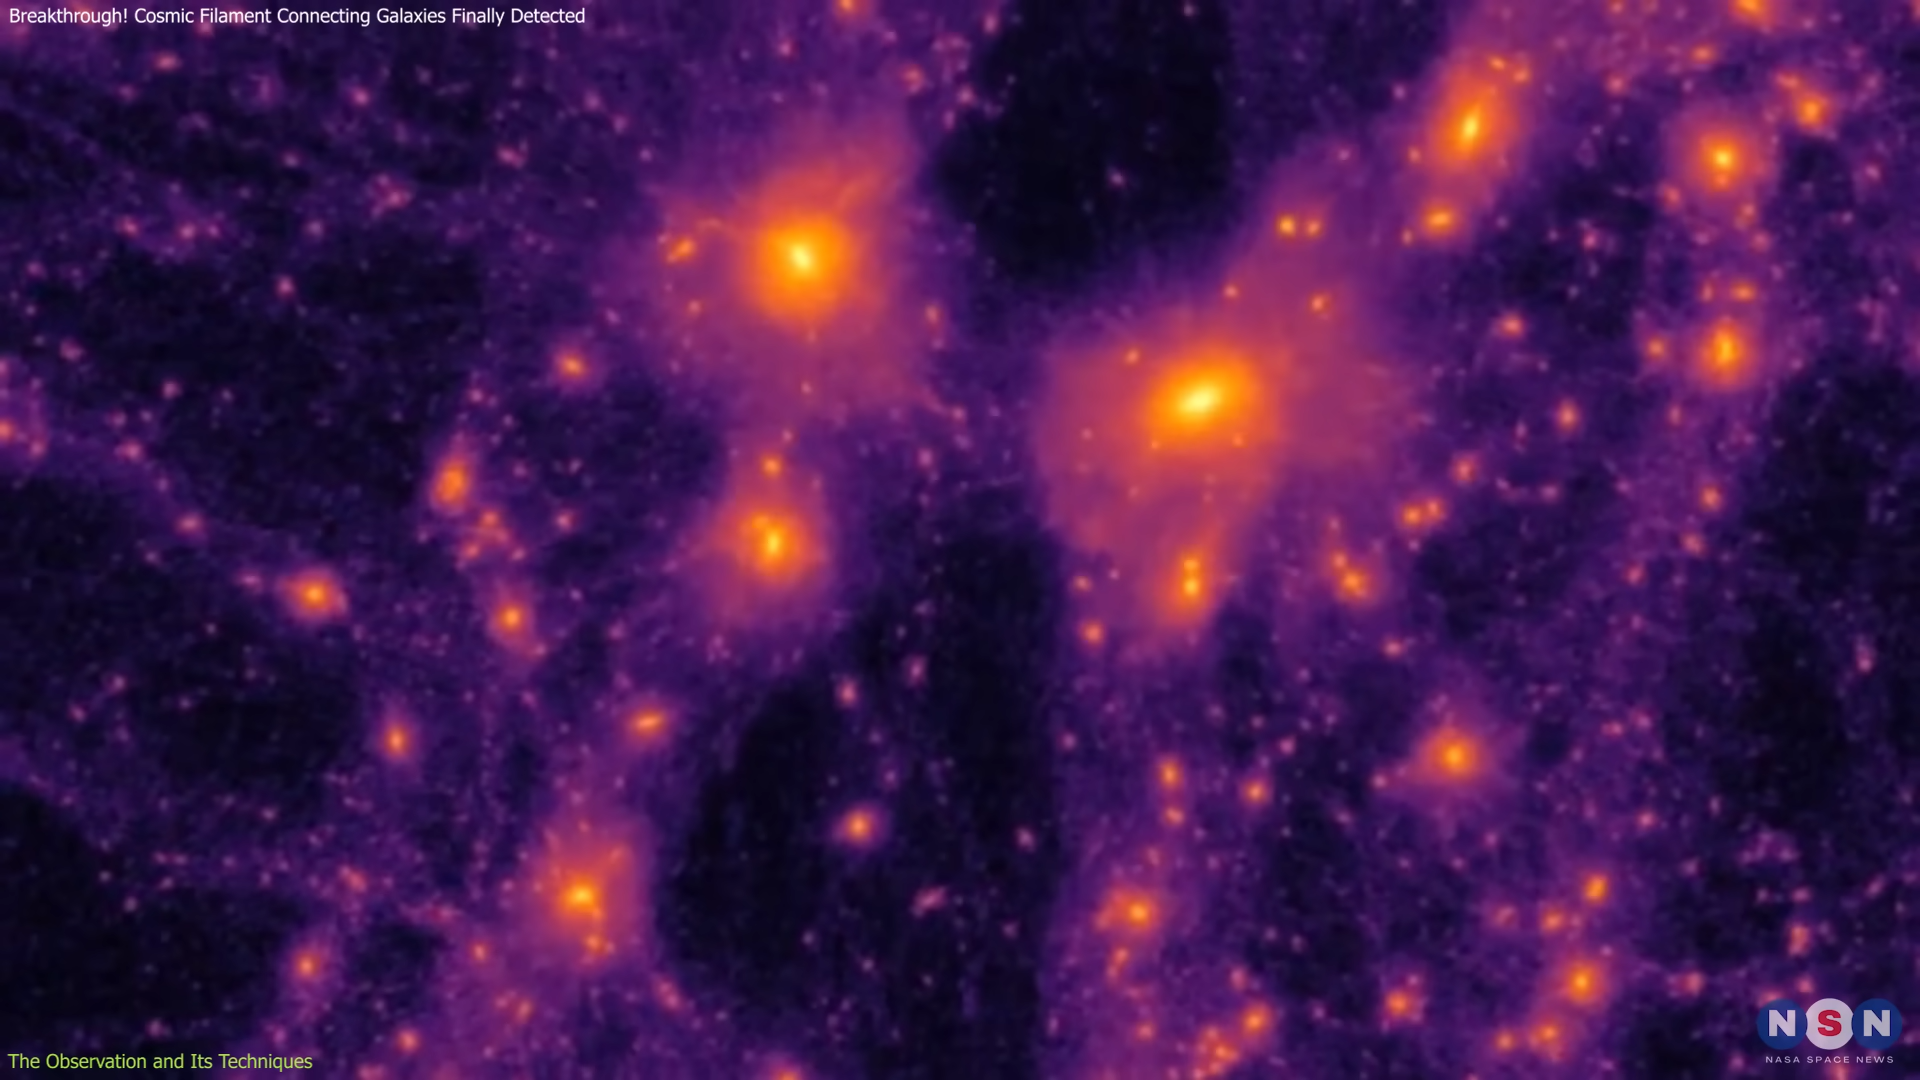 Breakthrough! Cosmic Filament Connecting Galaxies Finally Detected
The Observation and Its Techniques
NSN
NASA SPACE NEWS